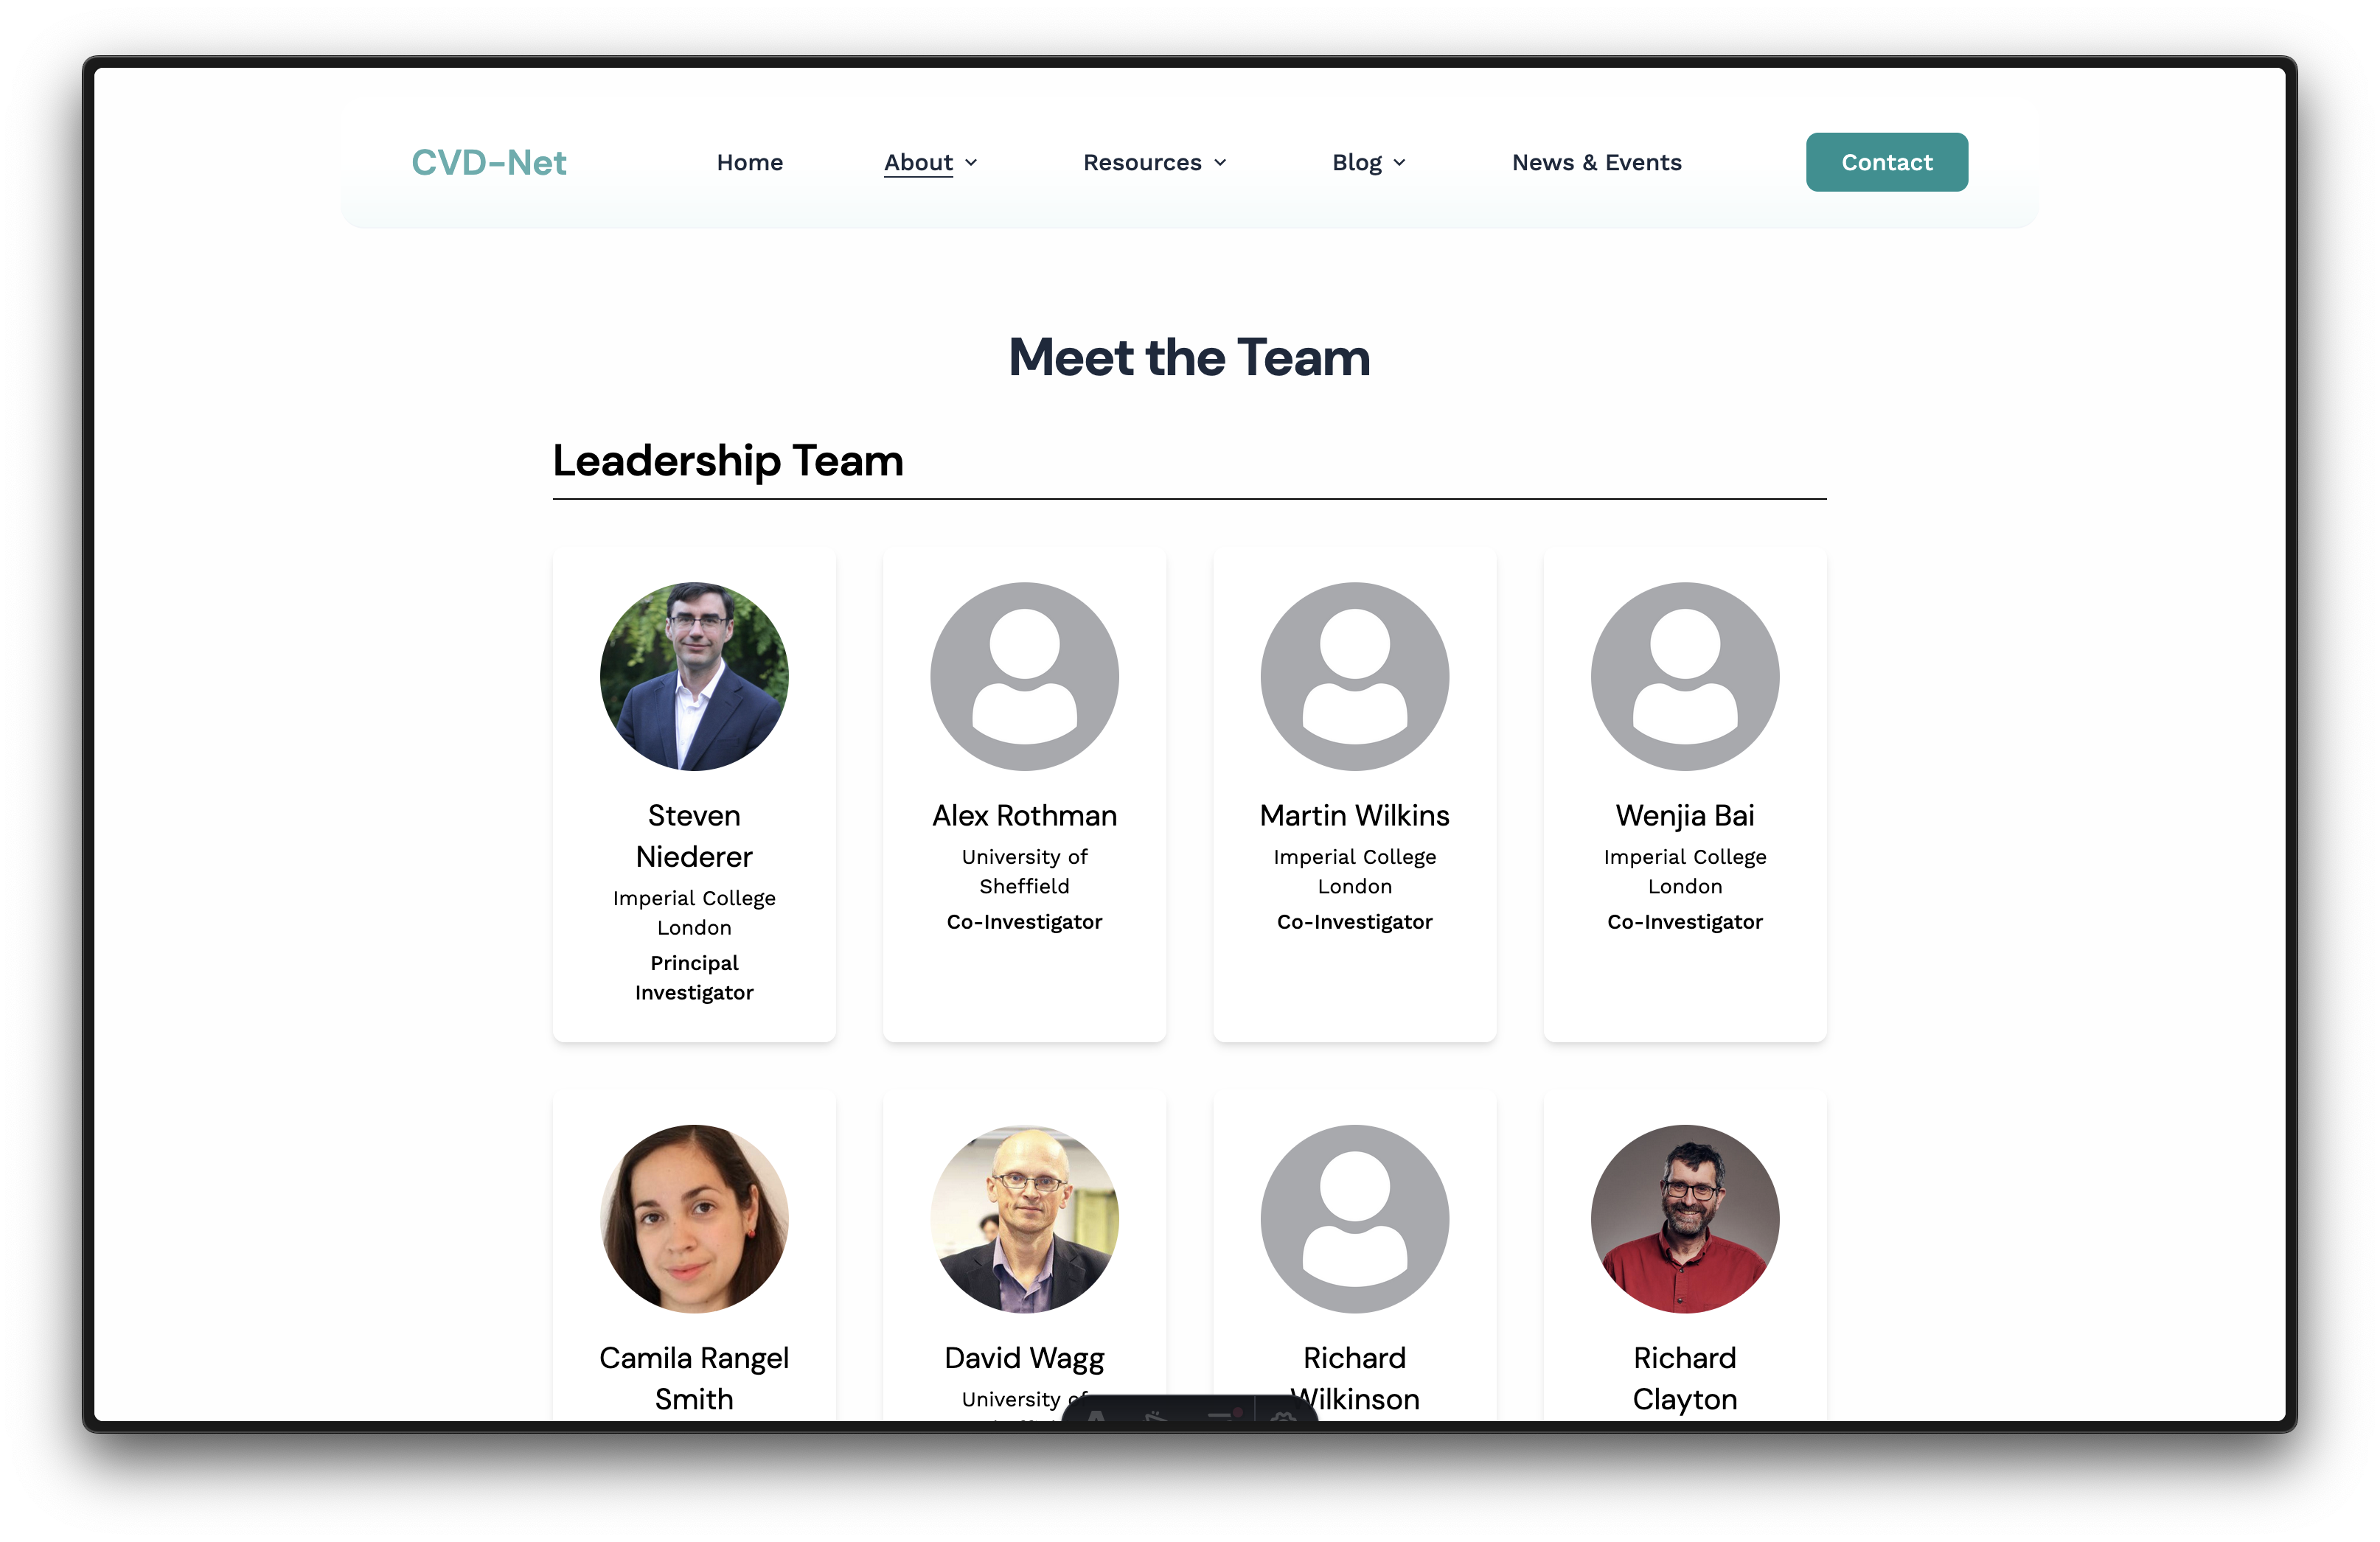 CVD-Net
Home
About
Resources
Blog
News & Events
Contact
Meet the Team
Leadership Team
Steven
Niederer
Imperial College
London
Principal
Investigator
Alex Rothman
University of
Sheffield
Co-Investigator
Martin Wilkins
Imperial College
London
Co-Investigator
Wenjia Bai
Imperial College
London
Co-Investigator
Camila Rangel
Smith
David Wagg
University of
Richard
Wilkinson
Richard
Clayton